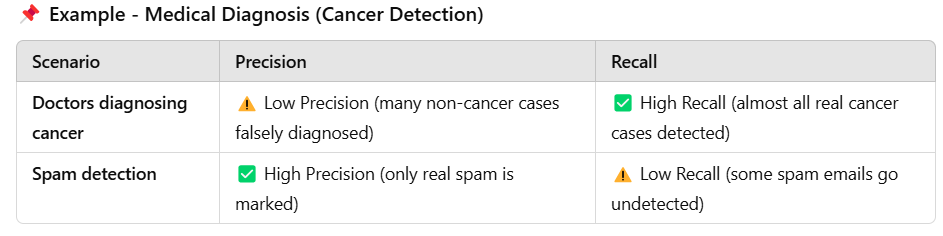 📌 Example - Medical Diagnosis (Cancer Detection)
Scenario Precision Recall
Doctors diagnosing cancer
⚠️ Low Precision (many non-cancer cases falsely diagnosed)
✅ High Recall (almost all real cancer cases detected)
Spam detection
✅ High Precision (only real spam is marked)
⚠️ Low Recall (some spam emails go undetected)